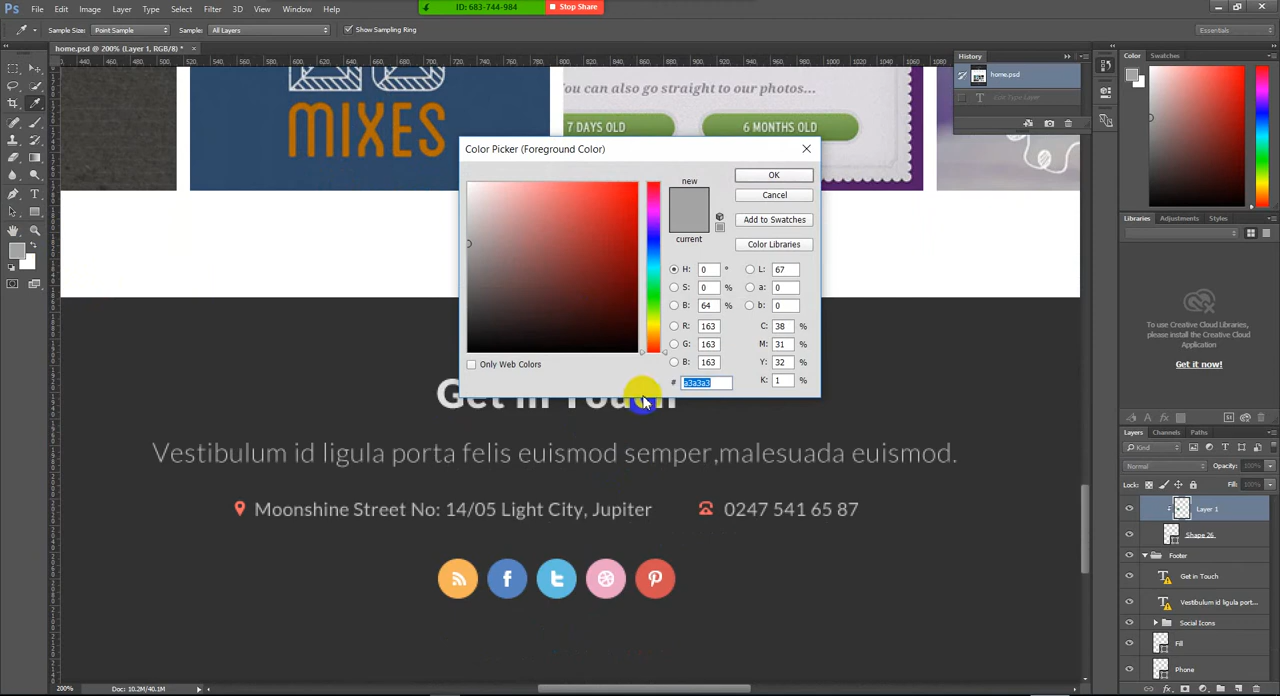 Ps File Edit Image Layer Type Select Filter 3D View Window Help
ID: 683-744-984 Stop Share
Sample Size: Point Sample Sample: All Layers Show Sampling Ring Essentials
home.psd @ 200% (Layer 1, RGB/8) * ×
MIXES
You can also go straight to our photos...
7 DAYS OLD 6 MONTHS OLD
History
home.psd
Color Swatches
Color Picker (Foreground Color)
new
current
OK
Cancel
Add to Swatches
Color Libraries
H: 0 ° L: 67
S: 0 % a: 0
B: 64 % b: 0
R: 163 C: 38 %
G: 163 M: 31 %
B: 163 Y: 32 %
# a3a3a3 K: 1 %
Only Web Colors
Get in Touch
Vestibulum id ligula porta felis euismod semper,malesuada euismod.
Moonshine Street No: 14/05 Light City, Jupiter 0247 541 65 87
Libraries Adjustments Styles
To use Creative Cloud Libraries,
please install the Creative Cloud
Application
Get it now!
Layers Channels Paths
Kind
Normal Opacity: 100%
Lock: Fill: 100%
Layer 1
Shape 26
Footer
Get in Touch
Vestibulum id ligula port...
Social Icons
Fill
Phone
200% Doc: 10.2M/40.1M